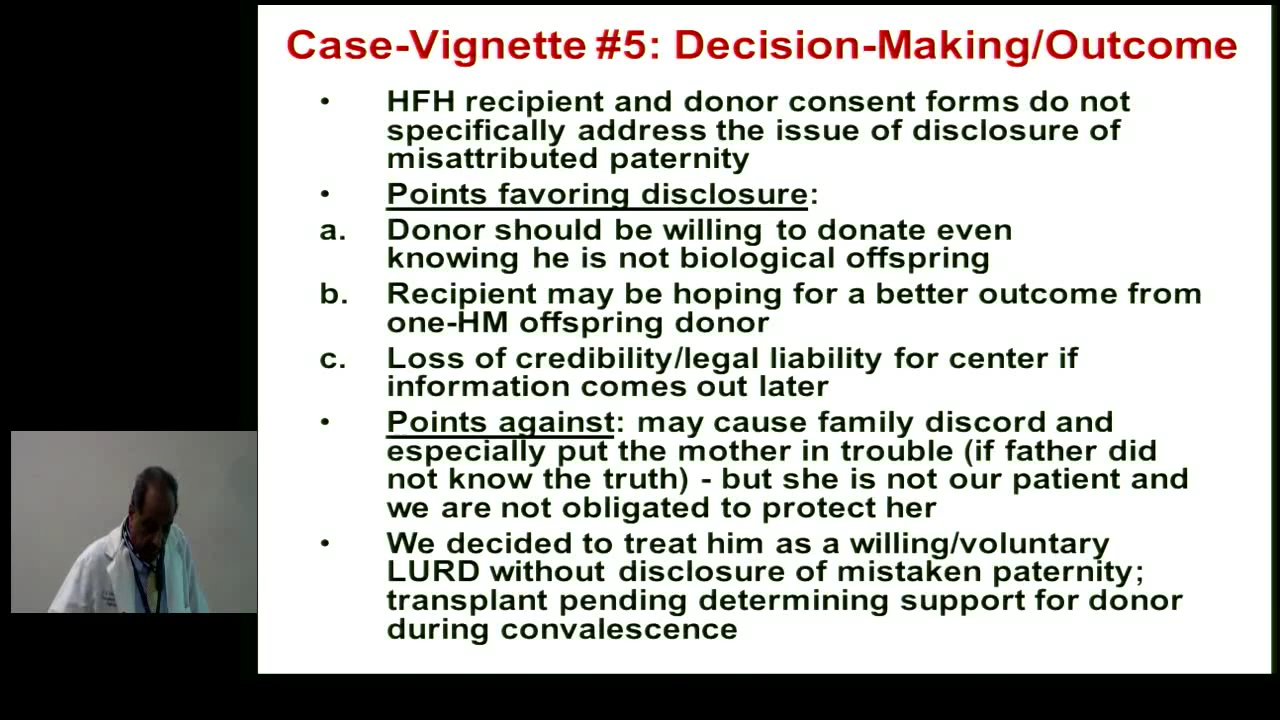 Case-Vignette #5: Decision-Making/Outcome
• HFH recipient and donor consent forms do not
specifically address the issue of disclosure of
misattributed paternity
• Points favoring disclosure:
a. Donor should be willing to donate even
knowing he is not biological offspring
b. Recipient may be hoping for a better outcome from
one-HM offspring donor
c. Loss of credibility/legal liability for center if
information comes out later
• Points against: may cause family discord and
especially put the mother in trouble (if father did
not know the truth) - but she is not our patient and
we are not obligated to protect her
• We decided to treat him as a willing/voluntary
LURD without disclosure of mistaken paternity;
transplant pending determining support for donor
during convalescence